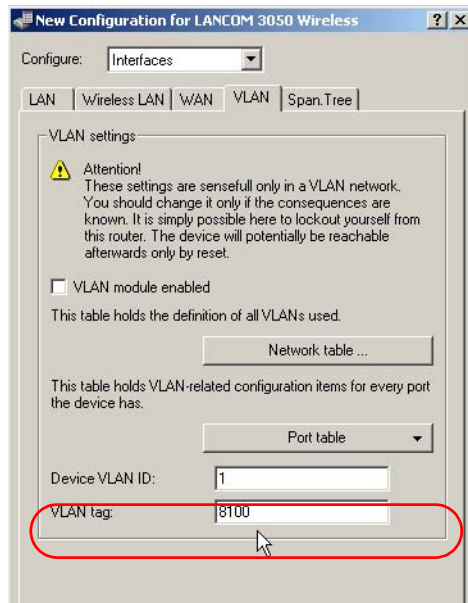 New Configuration for LANCOM 3050 Wireless
Configure: Interfaces
LAN Wireless LAN WAN VLAN Span.Tree
VLAN settings
Attention!
These settings are sensefull only in a VLAN network.
You should change it only if the consequences are
known. It is simply possible here to lockout yourself from
this router. The device will potentially be reachable
afterwards only by reset.
VLAN module enabled
This table holds the definition of all VLANs used.
Network table ...
This table holds VLAN-related configuration items for every port
the device has.
Port table
Device VLAN ID: 1
VLAN tag: 8100